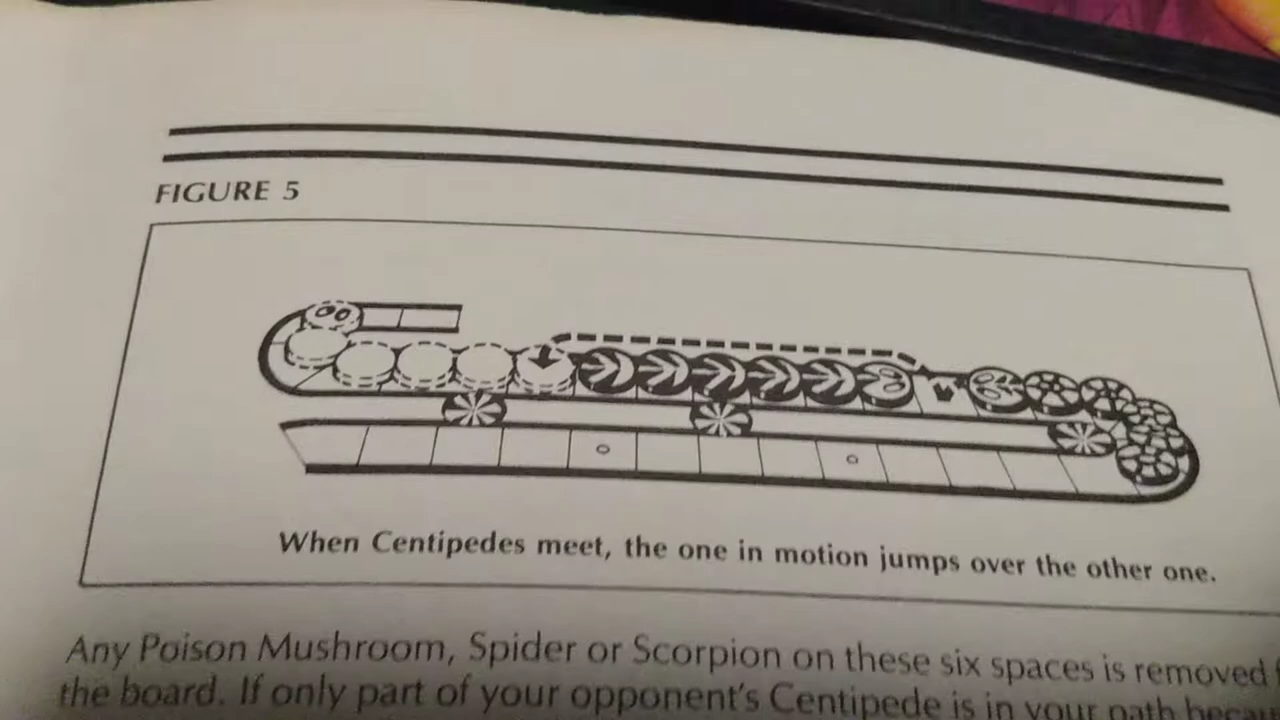 FIGURE 5
When Centipedes meet, the one in motion jumps over the other one.
Any Poison Mushroom, Spider or Scorpion on these six spaces is removed
the board. If only part of your opponent's Centipede is in your path